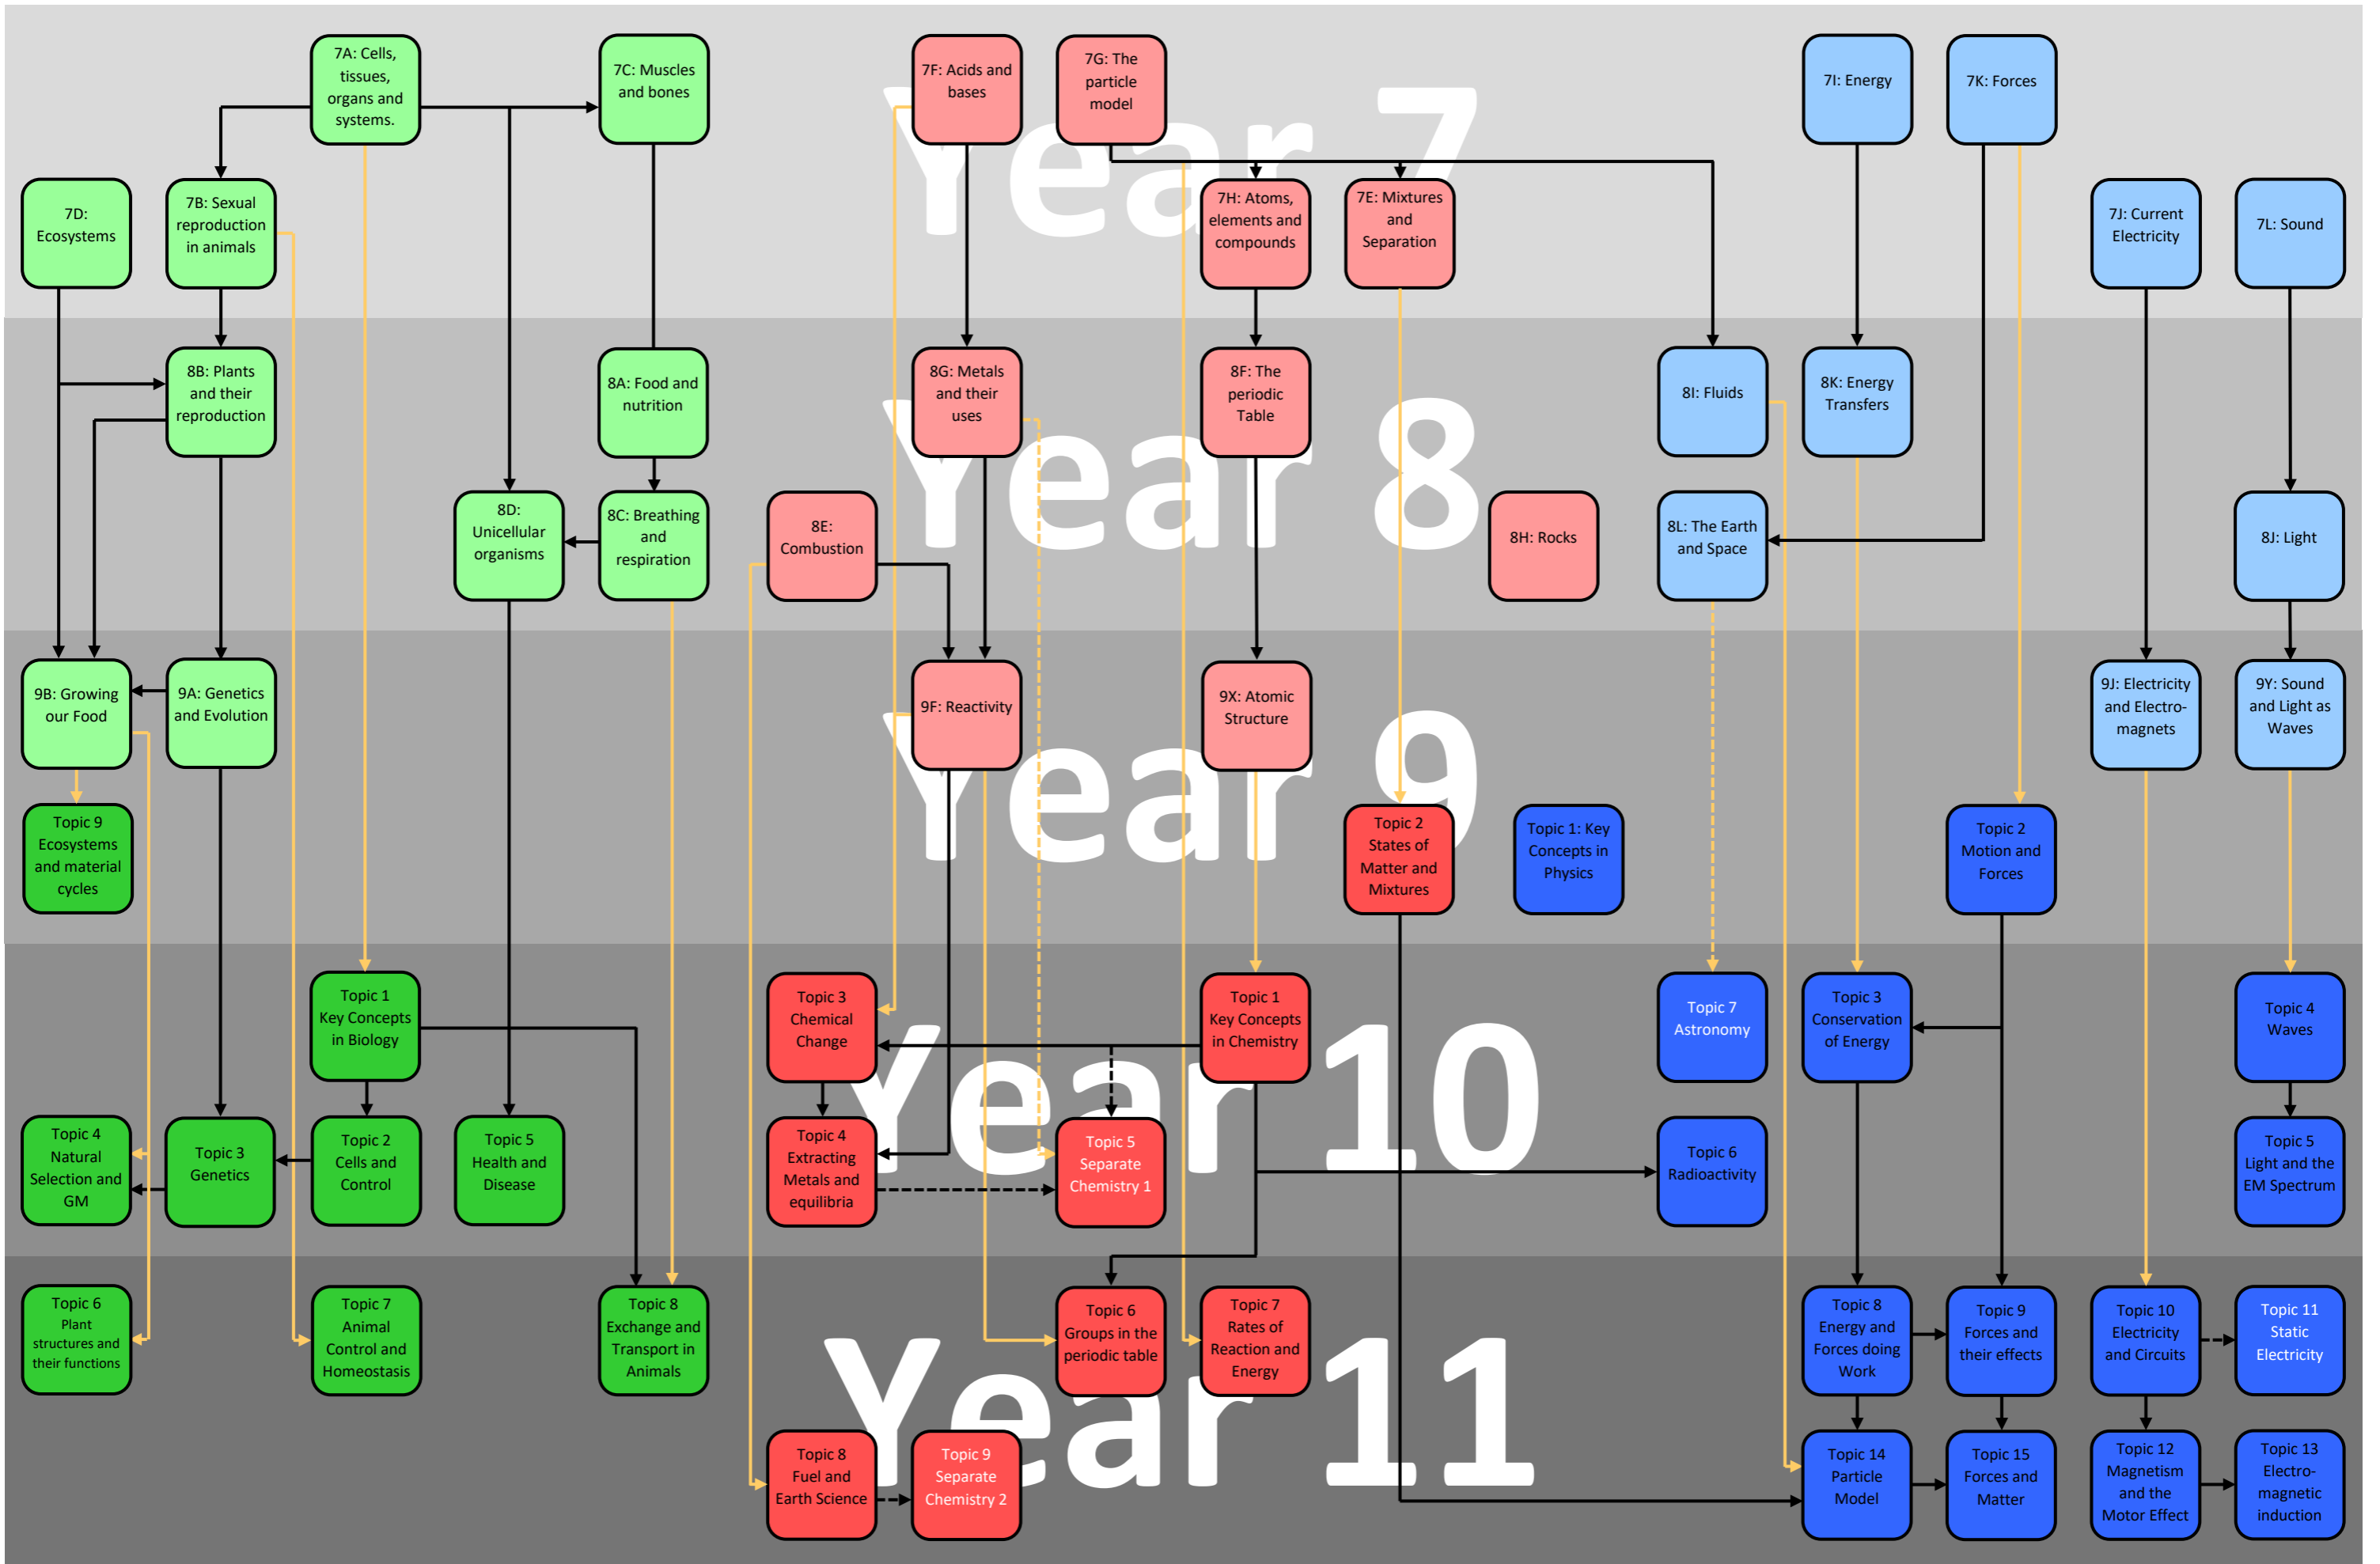 Year 7
7A: Cells,
tissues,
organs and
systems.
7C: Muscles
and bones
7F: Acids and
bases
7G: The
particle
model
7I: Energy
7K: Forces
7D:
Ecosystems
7B: Sexual
reproduction
in animals
7H: Atoms,
elements and
compounds
7E: Mixtures
and
Separation
7J: Current
Electricity
7L: Sound
Year 8
8B: Plants
and their
reproduction
8A: Food and
nutrition
8G: Metals
and their
uses
8F: The
periodic
Table
8I: Fluids
8K: Energy
Transfers
8D:
Unicellular
organisms
8C: Breathing
and
respiration
8E:
Combustion
8H: Rocks
8L: The Earth
and Space
8J: Light
Year 9
9B: Growing
our Food
9A: Genetics
and Evolution
9F: Reactivity
9X: Atomic
Structure
9J: Electricity
and Electro-
magnets
9Y: Sound
and Light as
Waves
Topic 9
Ecosystems
and material
cycles
Topic 2
States of
Matter and
Mixtures
Topic 1: Key
Concepts in
Physics
Topic 2
Motion and
Forces
Year 10
Topic 1
Key Concepts
in Biology
Topic 3
Chemical
Change
Topic 1
Key Concepts
in Chemistry
Topic 7
Astronomy
Topic 3
Conservation
of Energy
Topic 4
Waves
Topic 4
Natural
Selection and
GM
Topic 3
Genetics
Topic 2
Cells and
Control
Topic 5
Health and
Disease
Topic 4
Extracting
Metals and
equilibria
Topic 5
Separate
Chemistry 1
Topic 6
Radioactivity
Topic 5
Light and the
EM Spectrum
Year 11
Topic 6
Plant
structures and
their functions
Topic 7
Animal
Control and
Homeostasis
Topic 8
Exchange and
Transport in
Animals
Topic 6
Groups in the
periodic table
Topic 7
Rates of
Reaction and
Energy
Topic 8
Energy and
Forces doing
Work
Topic 9
Forces and
their effects
Topic 10
Electricity
and Circuits
Topic 11
Static
Electricity
Topic 8
Fuel and
Earth Science
Topic 9
Separate
Chemistry 2
Topic 14
Particle
Model
Topic 15
Forces and
Matter
Topic 12
Magnetism
and the
Motor Effect
Topic 13
Electro-
magnetic
induction